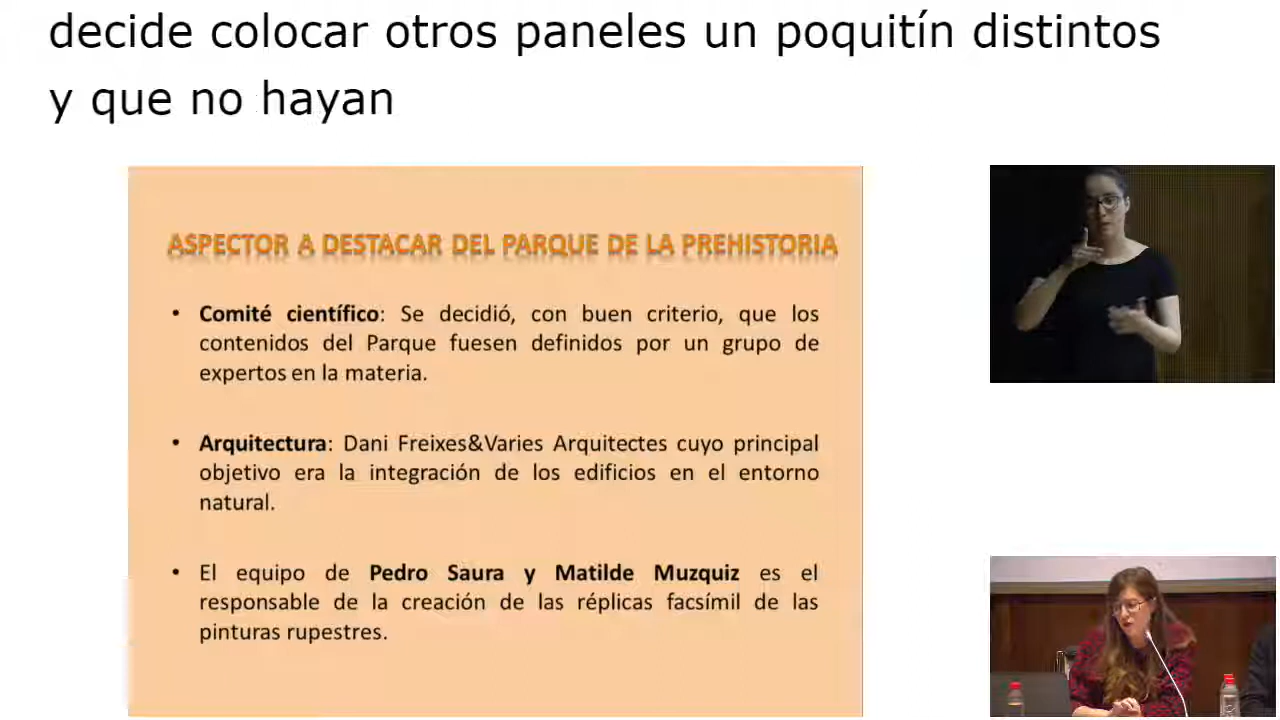 decide colocar otros paneles un poquitín distintos
y que no hayan
ASPECTOR A DESTACAR DEL PARQUE DE LA PREHISTORIA
• Comité científico: Se decidió, con buen criterio, que los
contenidos del Parque fuesen definidos por un grupo de
expertos en la materia.
• Arquitectura: Dani Freixes&Varies Arquitectes cuyo principal
objetivo era la integración de los edificios en el entorno
natural.
• El equipo de Pedro Saura y Matilde Muzquiz es el
responsable de la creación de las réplicas facsímil de las
pinturas rupestres.